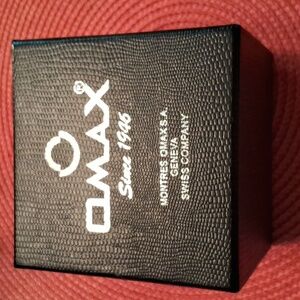 OMAX®
Since 1946
MONTRES OMAX S.A.
GENEVA
SWISS COMPANY